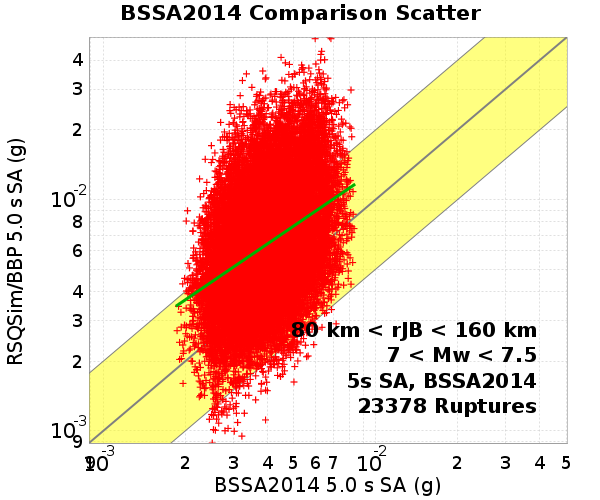 BSSA2014 Comparison Scatter
RSQSim/BBP 5.0 s SA (g)
4
3
2
10-2
8
6
4
3
2
10-3
9
80 km < rJB < 160 km
7 < Mw < 7.5
5s SA, BSSA2014
23378 Ruptures
9 10-3 2 3 4 5 6 7 10-2 2 3 4 5
BSSA2014 5.0 s SA (g)